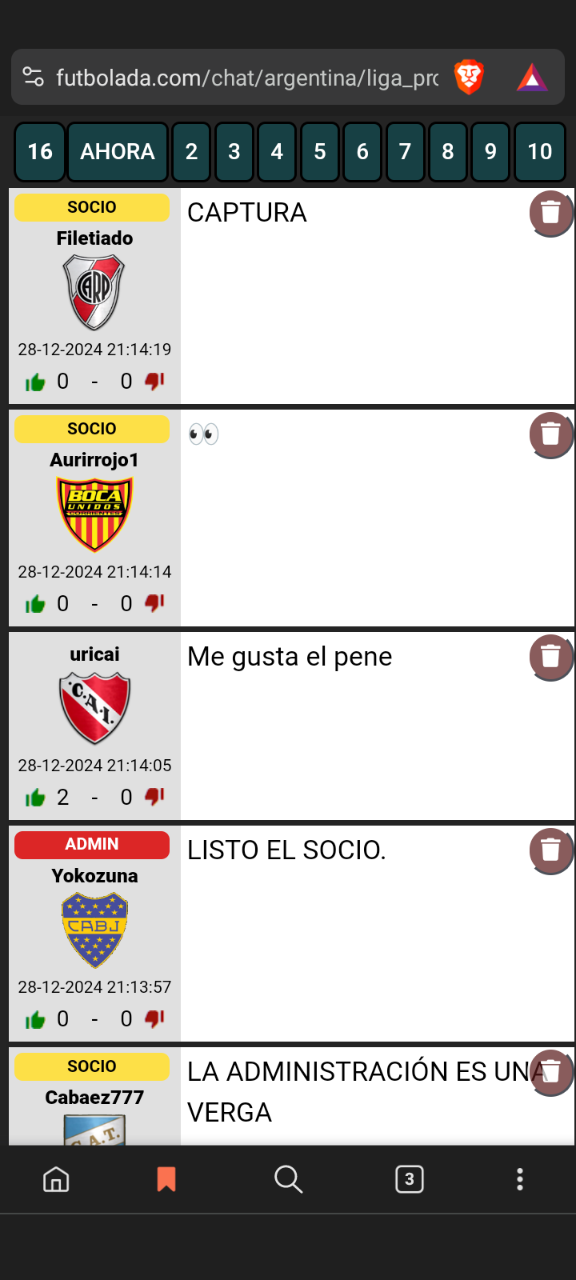 futbolada.com/chat/argentina/liga_pro
16 AHORA 2 3 4 5 6 7 8 9 10
SOCIO
Filetiado
CARP
28-12-2024 21:14:19
0 - 0
CAPTURA
SOCIO
Aurirrojo1
BOCA
UNIDOS
CORRIENTES
28-12-2024 21:14:14
0 - 0
👀
uricai
C.A.I.
28-12-2024 21:14:05
2 - 0
Me gusta el pene
ADMIN
Yokozuna
CABJ
28-12-2024 21:13:57
0 - 0
LISTO EL SOCIO.
SOCIO
Cabaez777
C.A.T.
LA ADMINISTRACIÓN ES UNA
VERGA
3